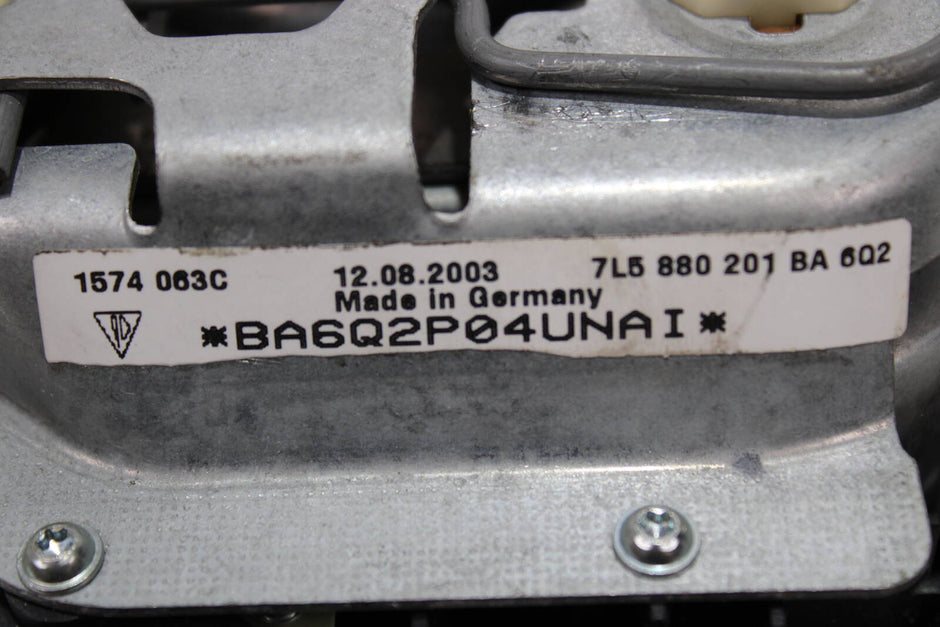 1574 063C 12.08.2003 7L5 880 201 BA 6Q2
Made in Germany
*BA6Q2P04UNAI*